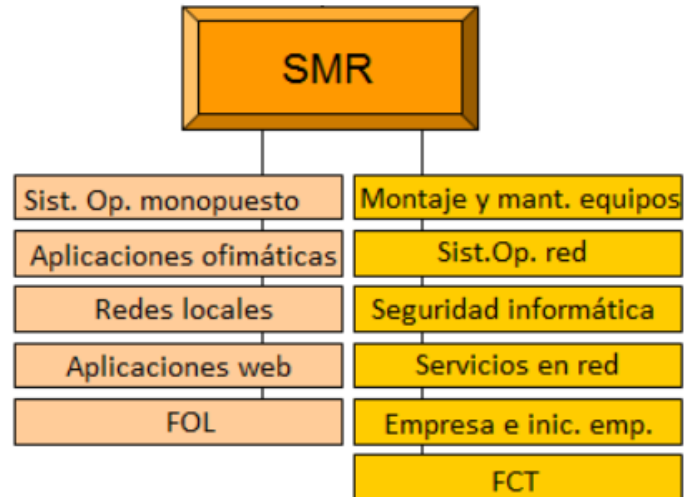 SMR
Sist. Op. monopuesto
Aplicaciones ofimáticas
Redes locales
Aplicaciones web
FOL
Montaje y mant. equipos
Sist.Op. red
Seguridad informática
Servicios en red
Empresa e inic. emp.
FCT